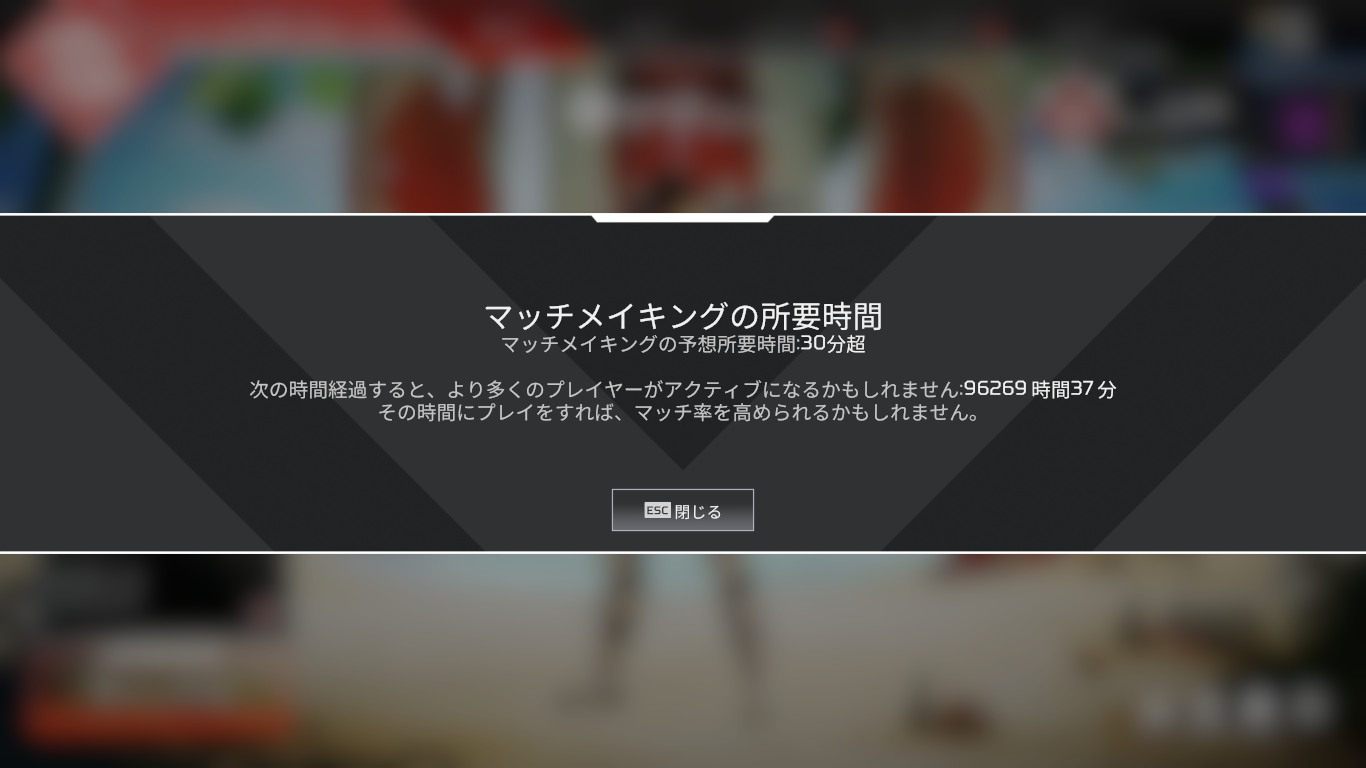 マッチメイキングの所要時間
マッチメイキングの予想所要時間:30分超
次の時間経過すると、より多くのプレイヤーがアクティブになるかもしれません:96269 時間37 分
その時間にプレイをすれば、マッチ率を高められるかもしれません。
ESC 閉じる